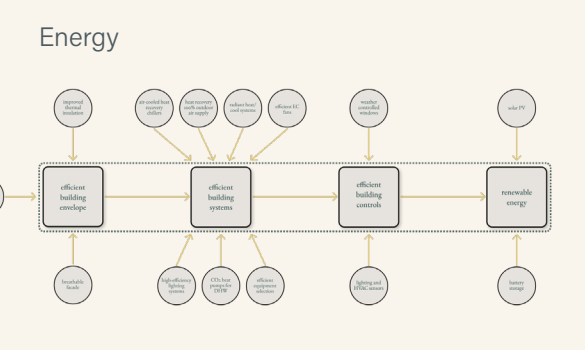 Energy
improved
thermal
insulation
air-cooled heat
recovery
chillers
heat recovery
100% outdoor
air supply
radiant heat/
cool systems
efficient EC
fans
weather
controlled
windows
solar PV
efficient
building
envelope
efficient
building
systems
efficient
building
controls
renewable
energy
breathable
facade
high-efficiency
lighting
systems
CO2 heat
pumps for
DHW
efficient
equipment
selection
lighting and
HVAC sensors
battery
storage